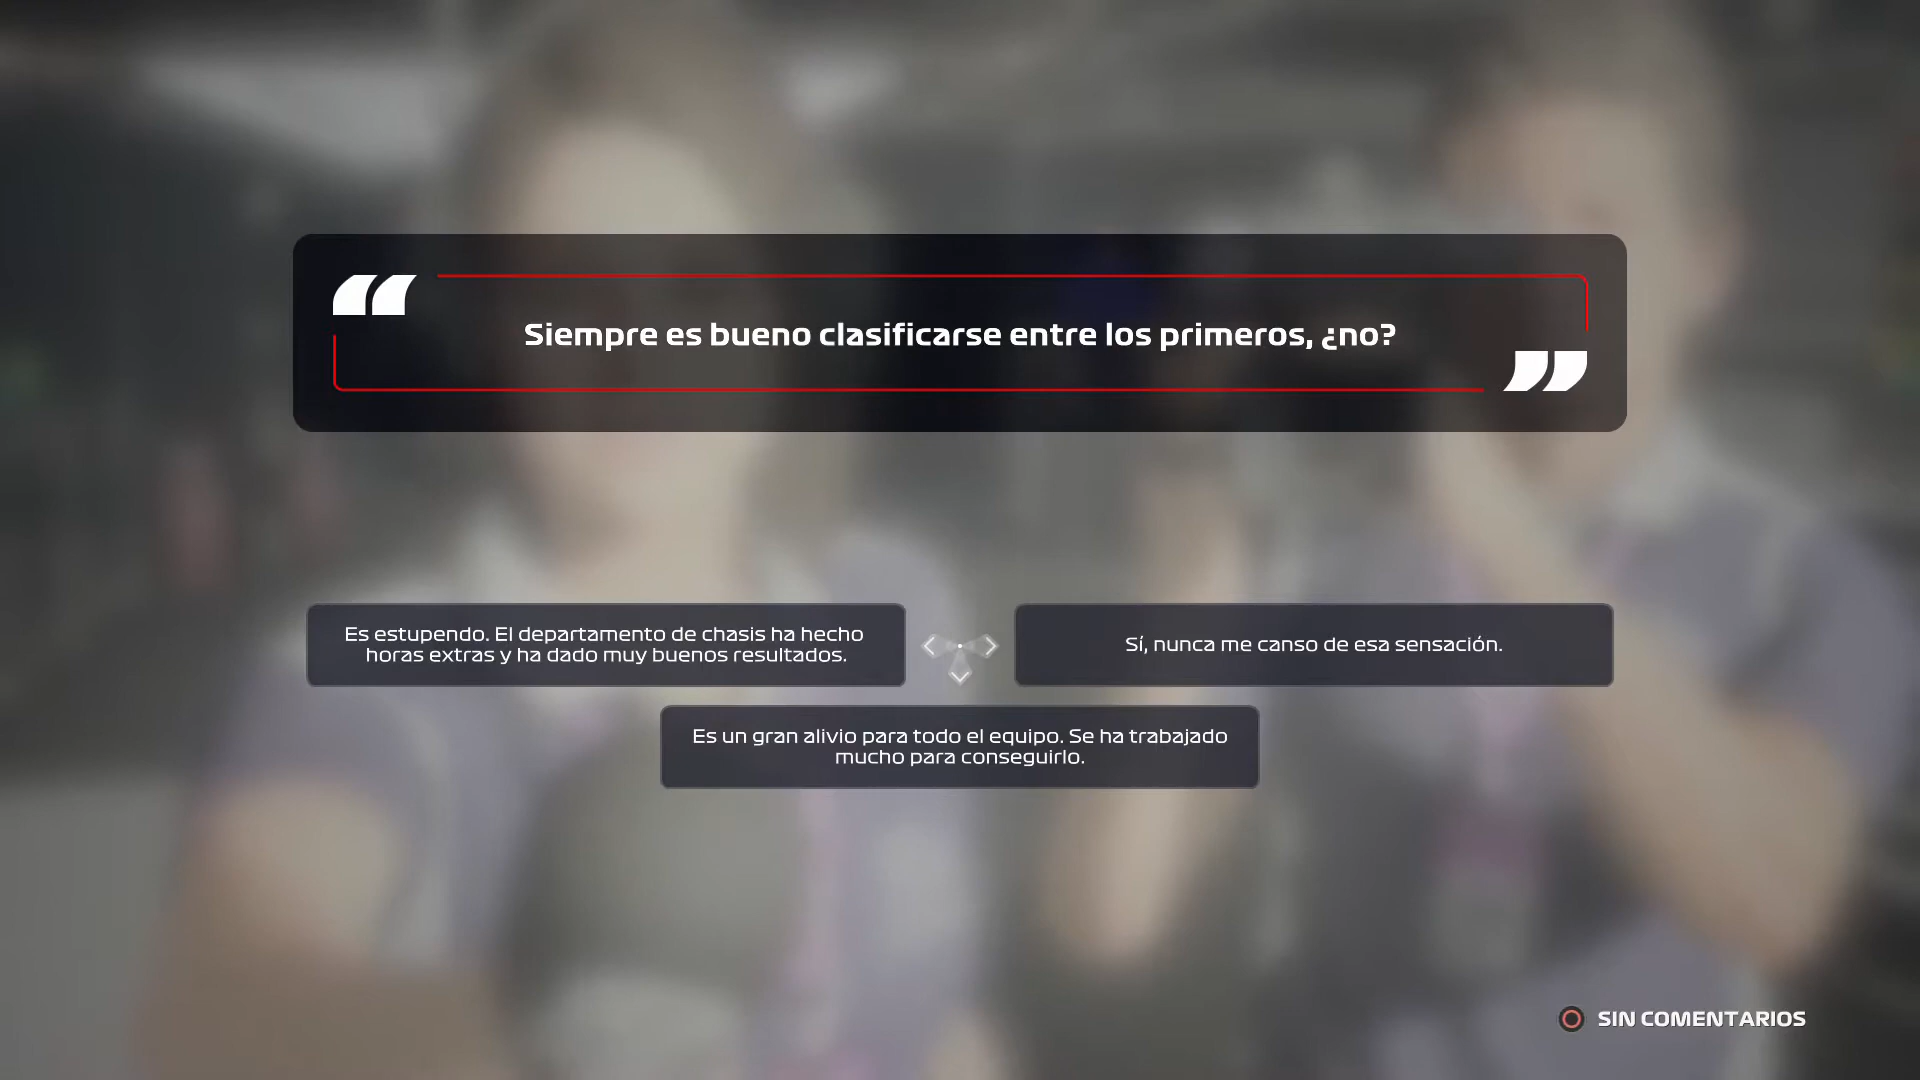 Siempre es bueno clasificarse entre los primeros, ¿no?
Es estupendo. El departamento de chasis ha hecho
horas extras y ha dado muy buenos resultados.
Sí, nunca me canso de esa sensación.
Es un gran alivio para todo el equipo. Se ha trabajado
mucho para conseguirlo.
SIN COMENTARIOS